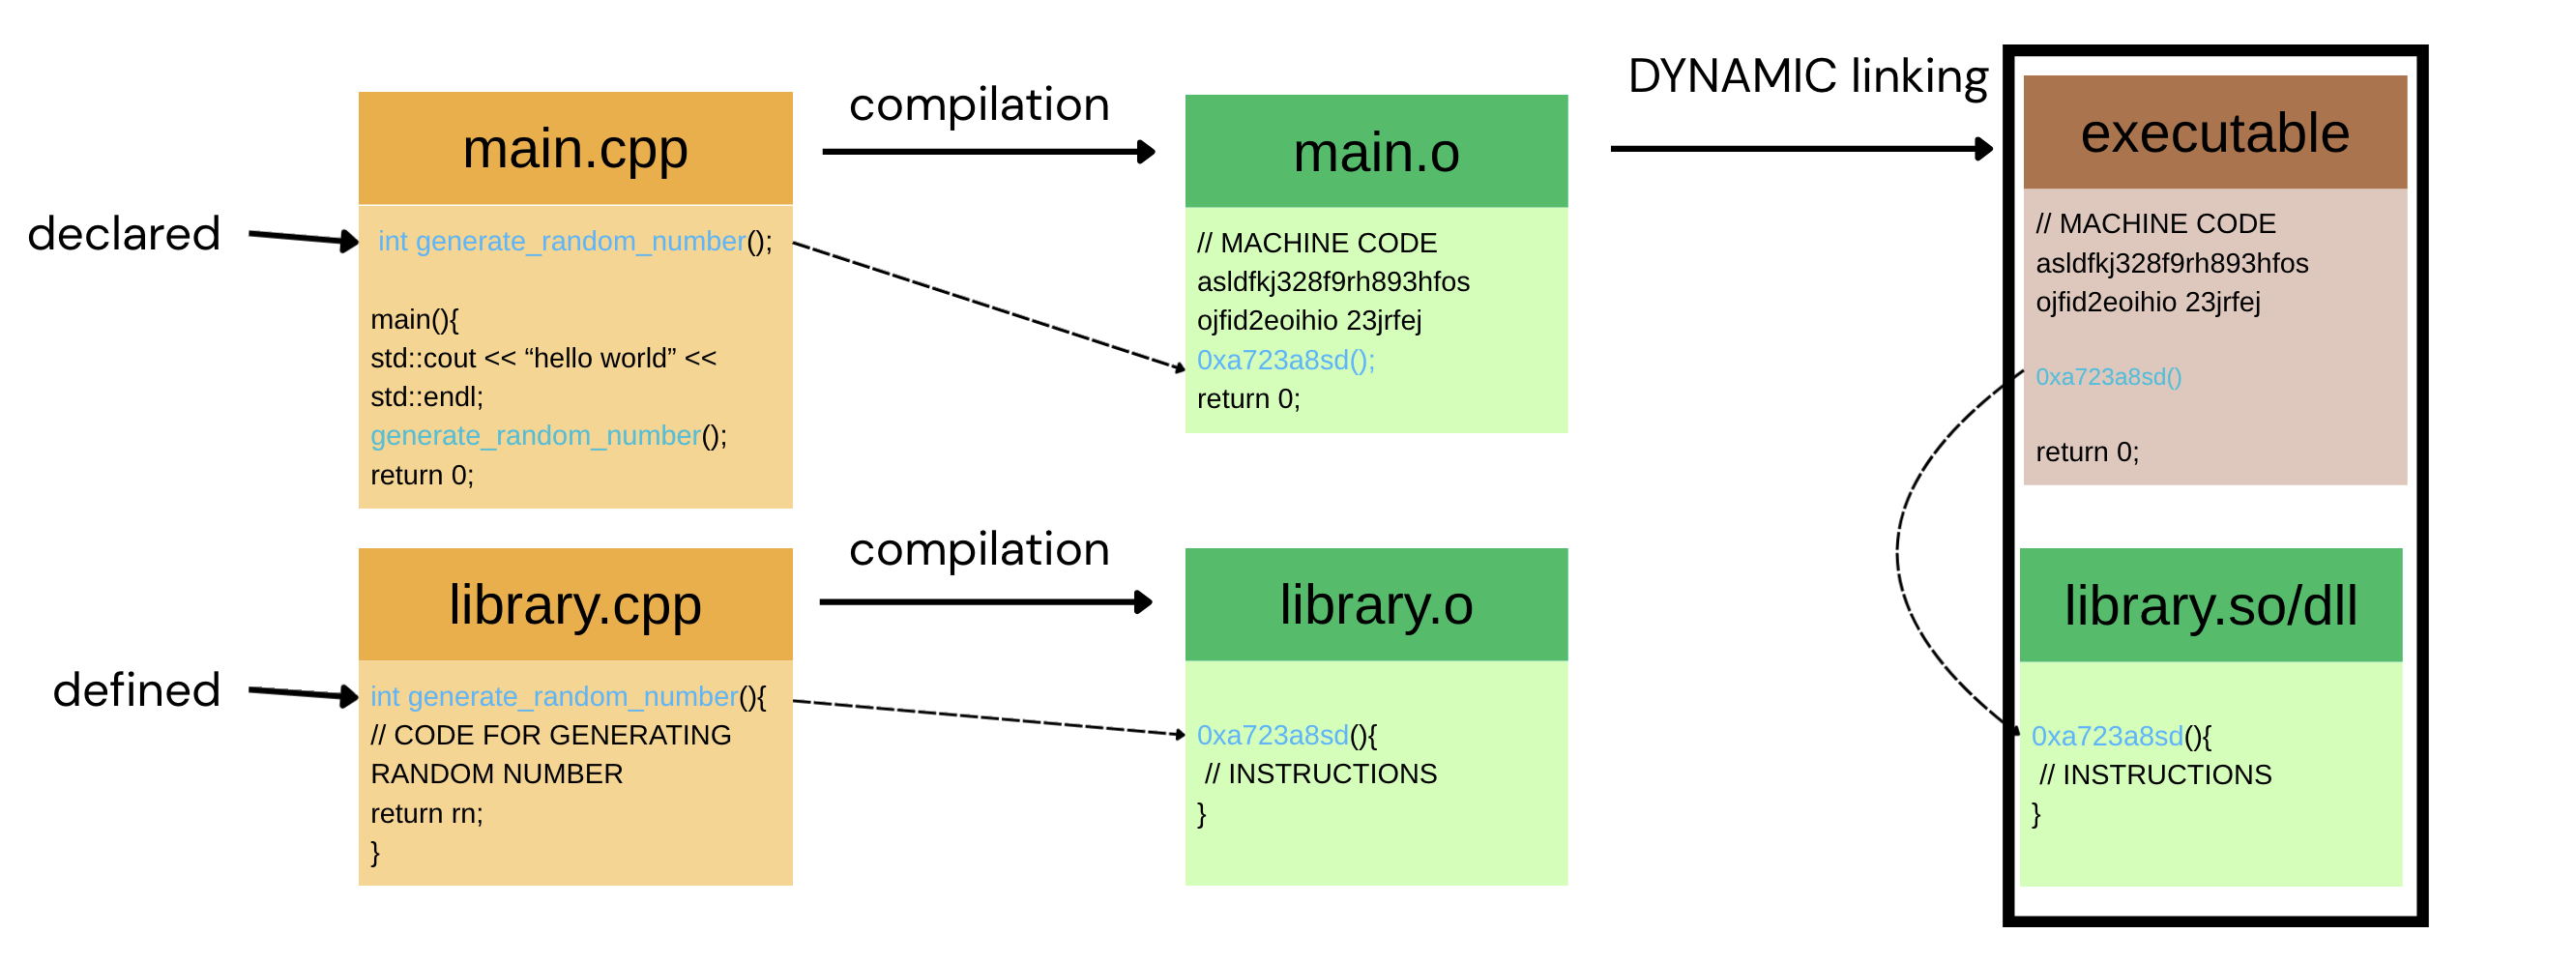 declared
main.cpp
int generate_random_number();
main(){
std::cout << “hello world” <<
std::endl;
generate_random_number();
return 0;
compilation
main.o
// MACHINE CODE
asldfkj328f9rh893hfos
ojfid2eoihio 23jrfej
0xa723a8sd();
return 0;
DYNAMIC linking
executable
// MACHINE CODE
asldfkj328f9rh893hfos
ojfid2eoihio 23jrfej
0xa723a8sd()
return 0;
defined
library.cpp
int generate_random_number(){
// CODE FOR GENERATING
RANDOM NUMBER
return rn;
}
compilation
library.o
0xa723a8sd(){
// INSTRUCTIONS
}
library.so/dll
0xa723a8sd(){
// INSTRUCTIONS
}